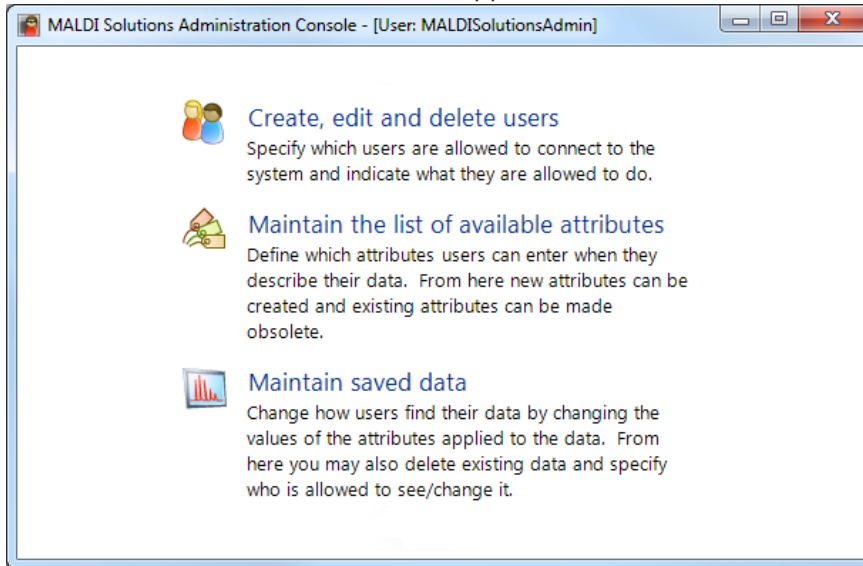 MALDI Solutions Administration Console - [User: MALDISolutionsAdmin]
Create, edit and delete users
Specify which users are allowed to connect to the
system and indicate what they are allowed to do.
Maintain the list of available attributes
Define which attributes users can enter when they
describe their data. From here new attributes can be
created and existing attributes can be made
obsolete.
Maintain saved data
Change how users find their data by changing the
values of the attributes applied to the data. From
here you may also delete existing data and specify
who is allowed to see/change it.